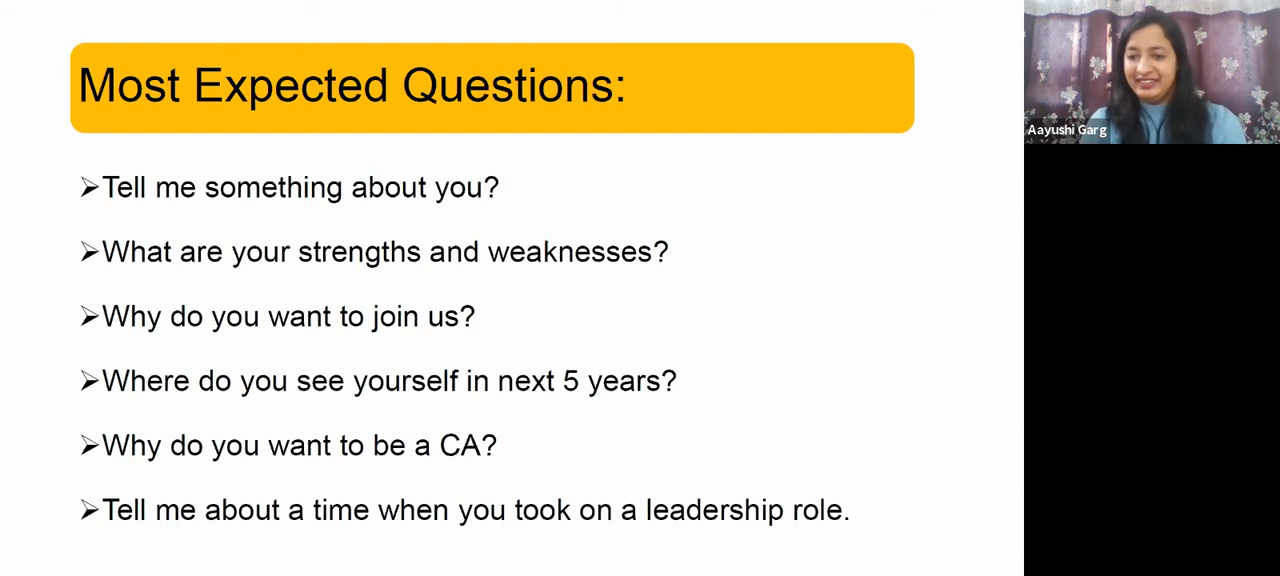 Most Expected Questions:
➢Tell me something about you?
➢What are your strengths and weaknesses?
➢Why do you want to join us?
➢Where do you see yourself in next 5 years?
➢Why do you want to be a CA?
➢Tell me about a time when you took on a leadership role.
Aayushi Garg